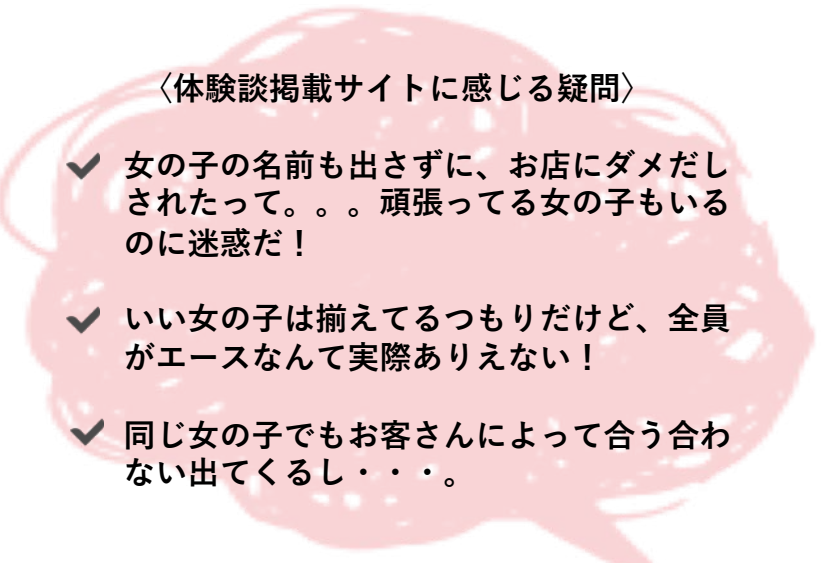 〈体験談掲載サイトに感じる疑問〉
女の子の名前も出さずに、お店にダメだし
されたって。。。頑張ってる女の子もいる
のに迷惑だ！
いい女の子は揃えてるつもりだけど、全員
がエースなんて実際ありえない！
同じ女の子でもお客さんによって合う合わ
ない出てくるし・・・。